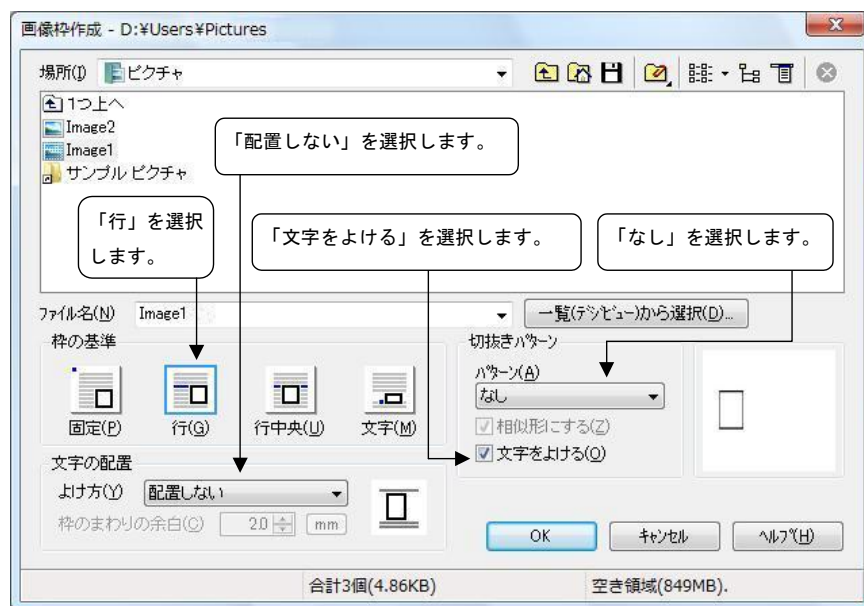 画像枠作成 - D:¥Users¥Pictures
場所(I) ピクチャ
1つ上へ
Image2
Image1
サンプル ピクチャ
「配置しない」を選択します。
「行」を選択
します。
「文字をよける」を選択します。
「なし」を選択します。
ファイル名(N) Image1 一覧(デンビュー)から選択(D)...
枠の基準
固定(P) 行(G) 行中央(U) 文字(M)
切抜きパターン
パターン(A)
なし
相似形にする(Z)
文字をよける(O)
文字の配置
よけ方(Y) 配置しない
枠のまわりの余白(C) 2.0 mm
OK キャンセル ヘルプ(H)
合計3個(4.86KB) 空き領域(849MB).